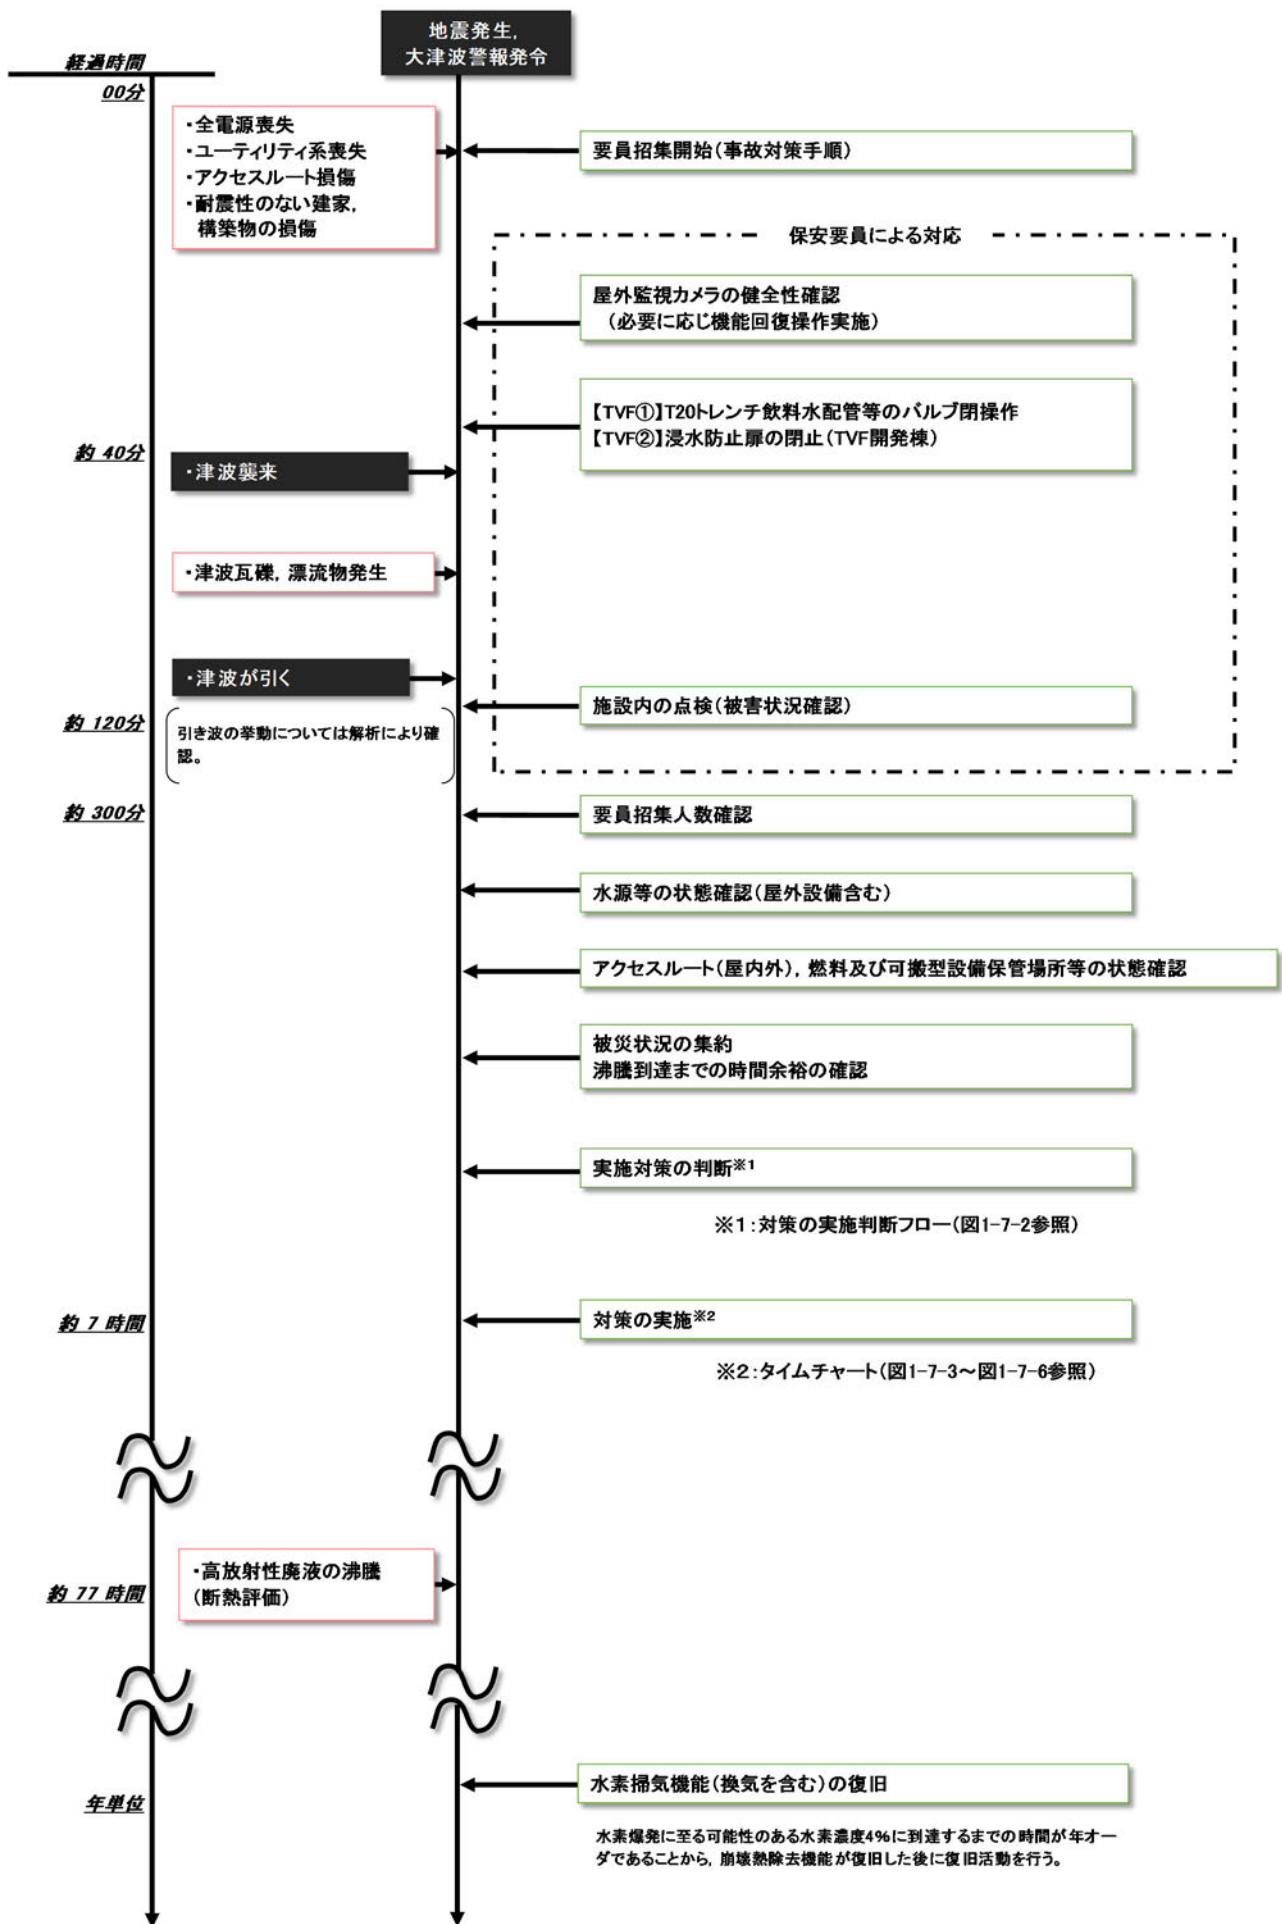 地震発生,
大津波警報発令
経過時間
00分
・全電源喪失
・ユーティリティ系喪失
・アクセスルート損傷
・耐震性のない建家,
構築物の損傷
要員招集開始(事故対策手順)
保安要員による対応
屋外監視カメラの健全性確認
(必要に応じ機能回復操作実施)
【TVF①】T20トレンチ飲料水配管等のバルブ閉操作
【TVF②】浸水防止扉の閉止(TVF開発棟)
約 40分
・津波襲来
・津波瓦礫, 漂流物発生
・津波が引く
施設内の点検(被害状況確認)
約 120分
引き波の挙動については解析により確
認。
約 300分
要員招集人数確認
水源等の状態確認(屋外設備含む)
アクセスルート(屋内外), 燃料及び可搬型設備保管場所等の状態確認
被災状況の集約
沸騰到達までの時間余裕の確認
実施対策の判断※1
※1:対策の実施判断フロー(図1-7-2参照)
約 7 時間
対策の実施※2
※2:タイムチャート(図1-7-3~図1-7-6参照)
・高放射性廃液の沸騰
(断熱評価)
約 77 時間
水素掃気機能(換気を含む)の復旧
年単位
水素爆発に至る可能性のある水素濃度4%に到達するまでの時間が年オー
ダであることから, 崩壊熱除去機能が復旧した後に復旧活動を行う。